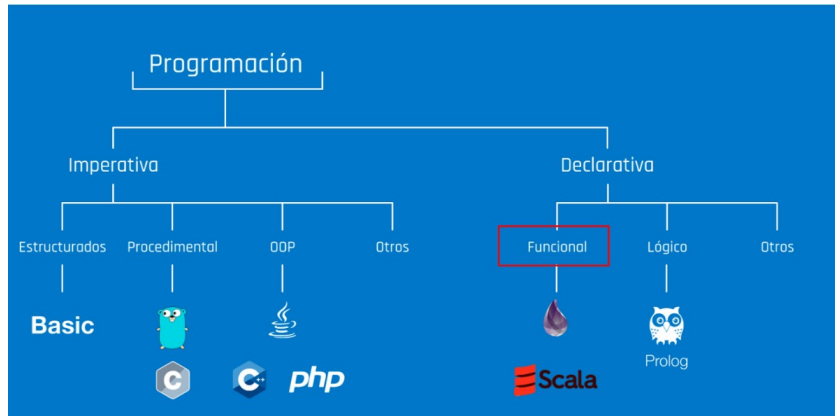 Programación
Imperativa
Declarativa
Estructurados
Procedimental
OOP
Otros
Funcional
Lógico
Otros
Basic
Prolog
C
C++
php
Scala